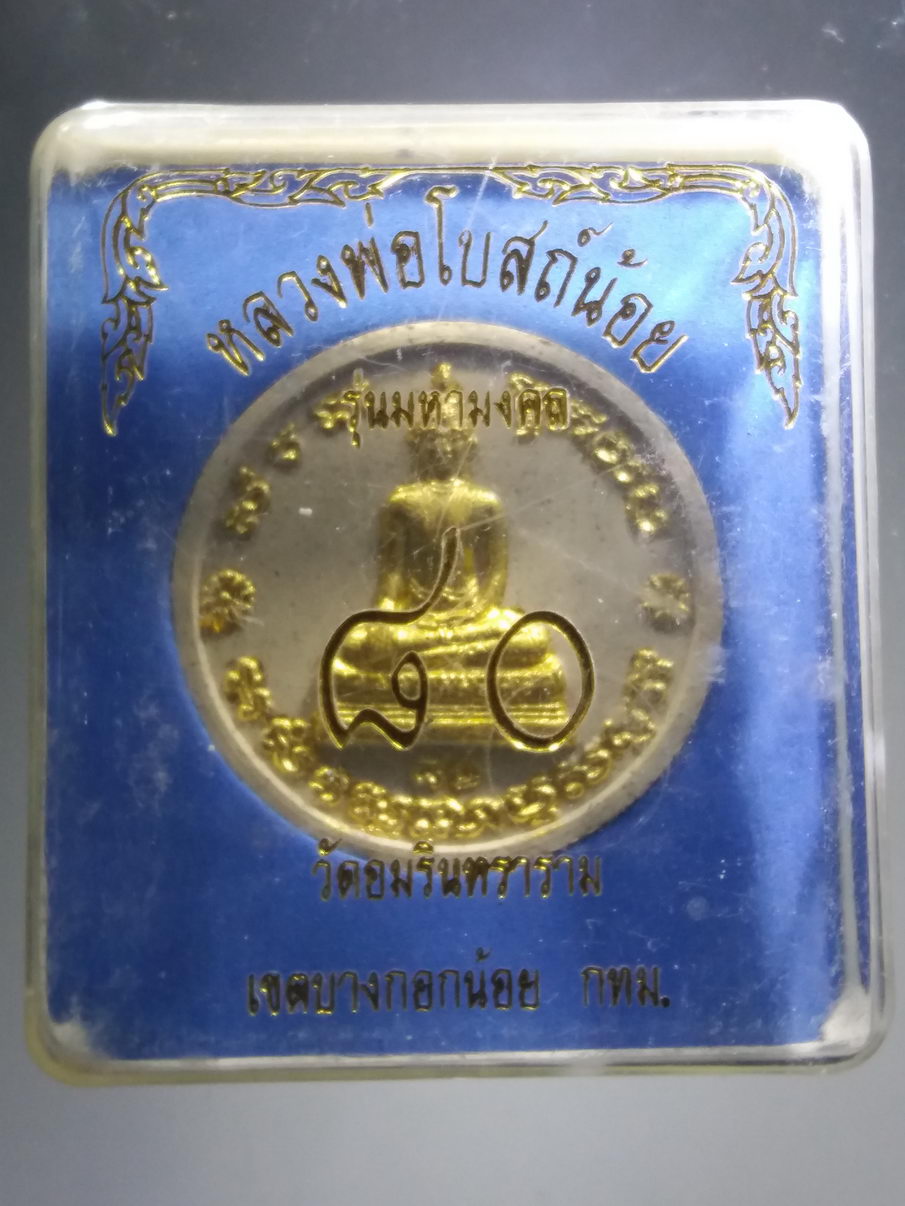 หลวงพ่อโบสถ์น้อย
รุ่นมหามงคล
๘๐
วัดอมรินทราราม
เขตบางกอกน้อย กทม.